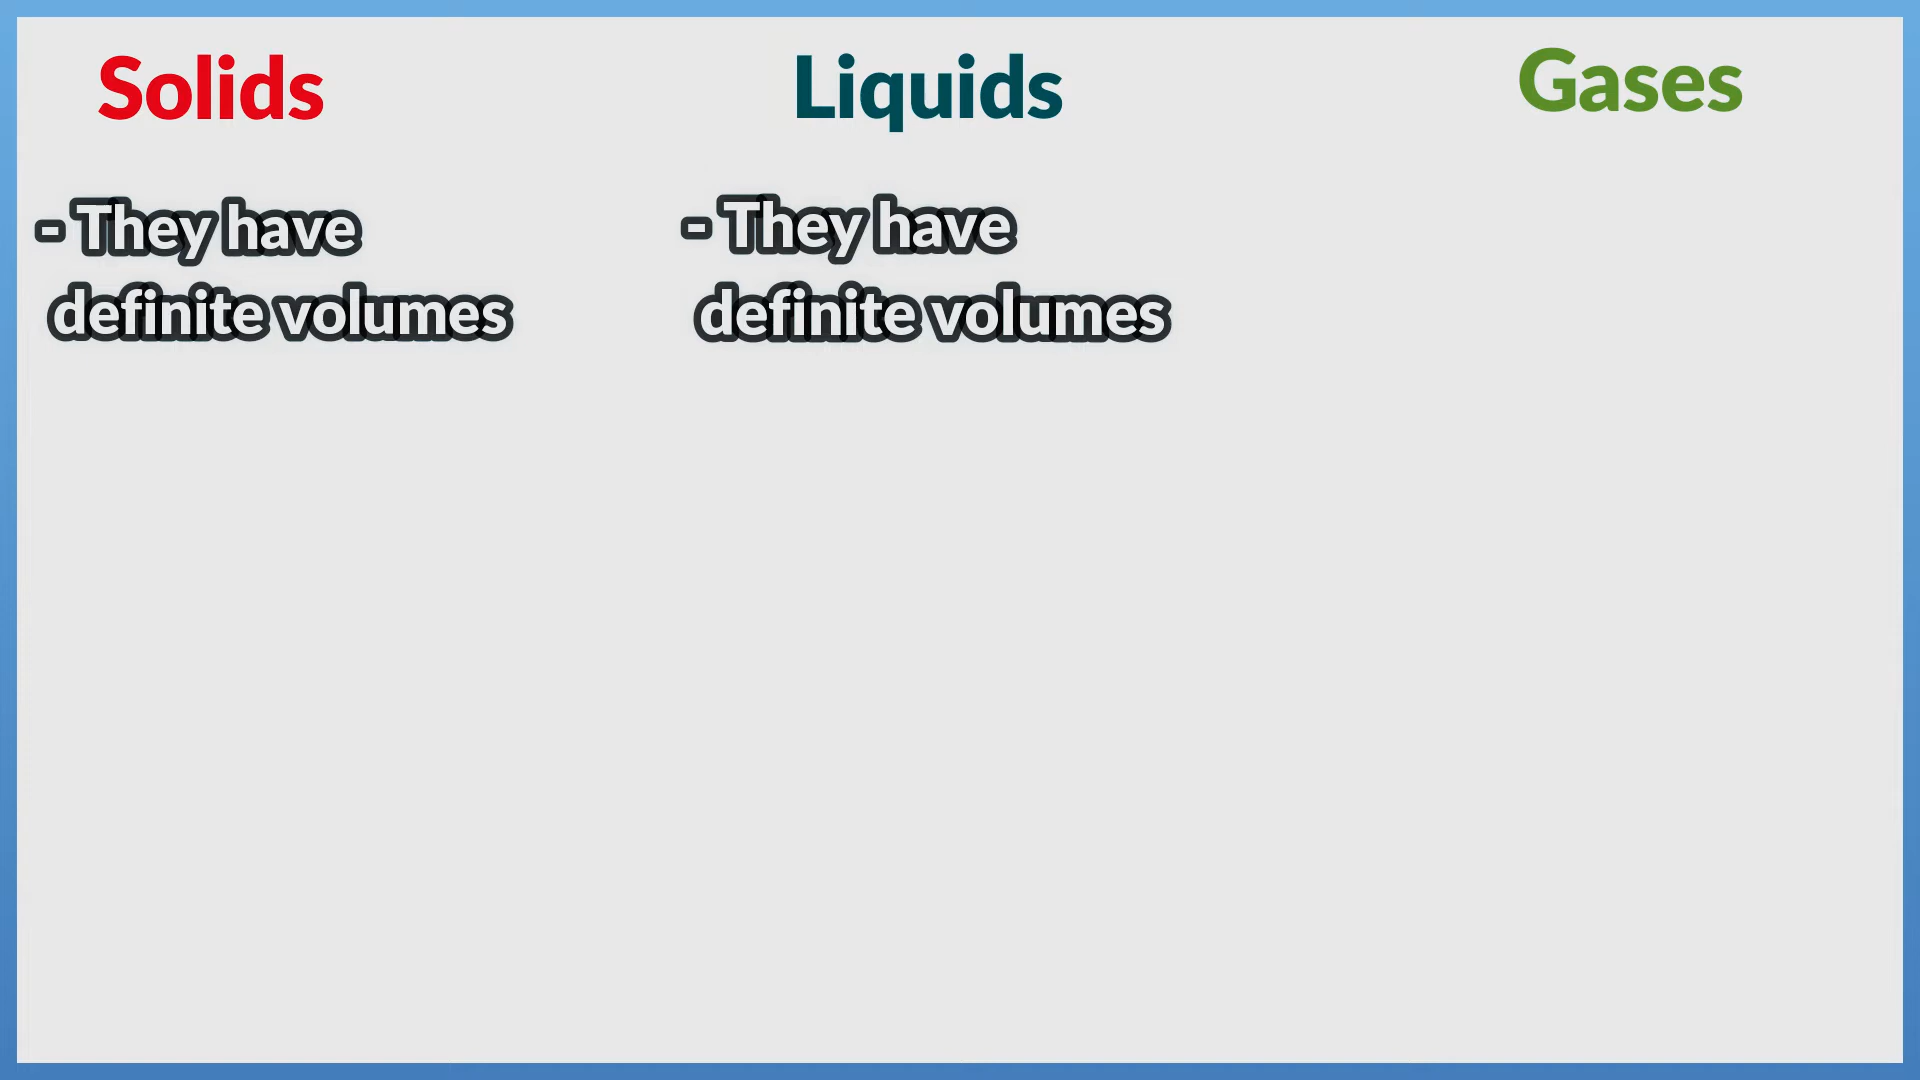 Solids
Liquids
Gases
- They have
definite volumes
- They have
definite volumes